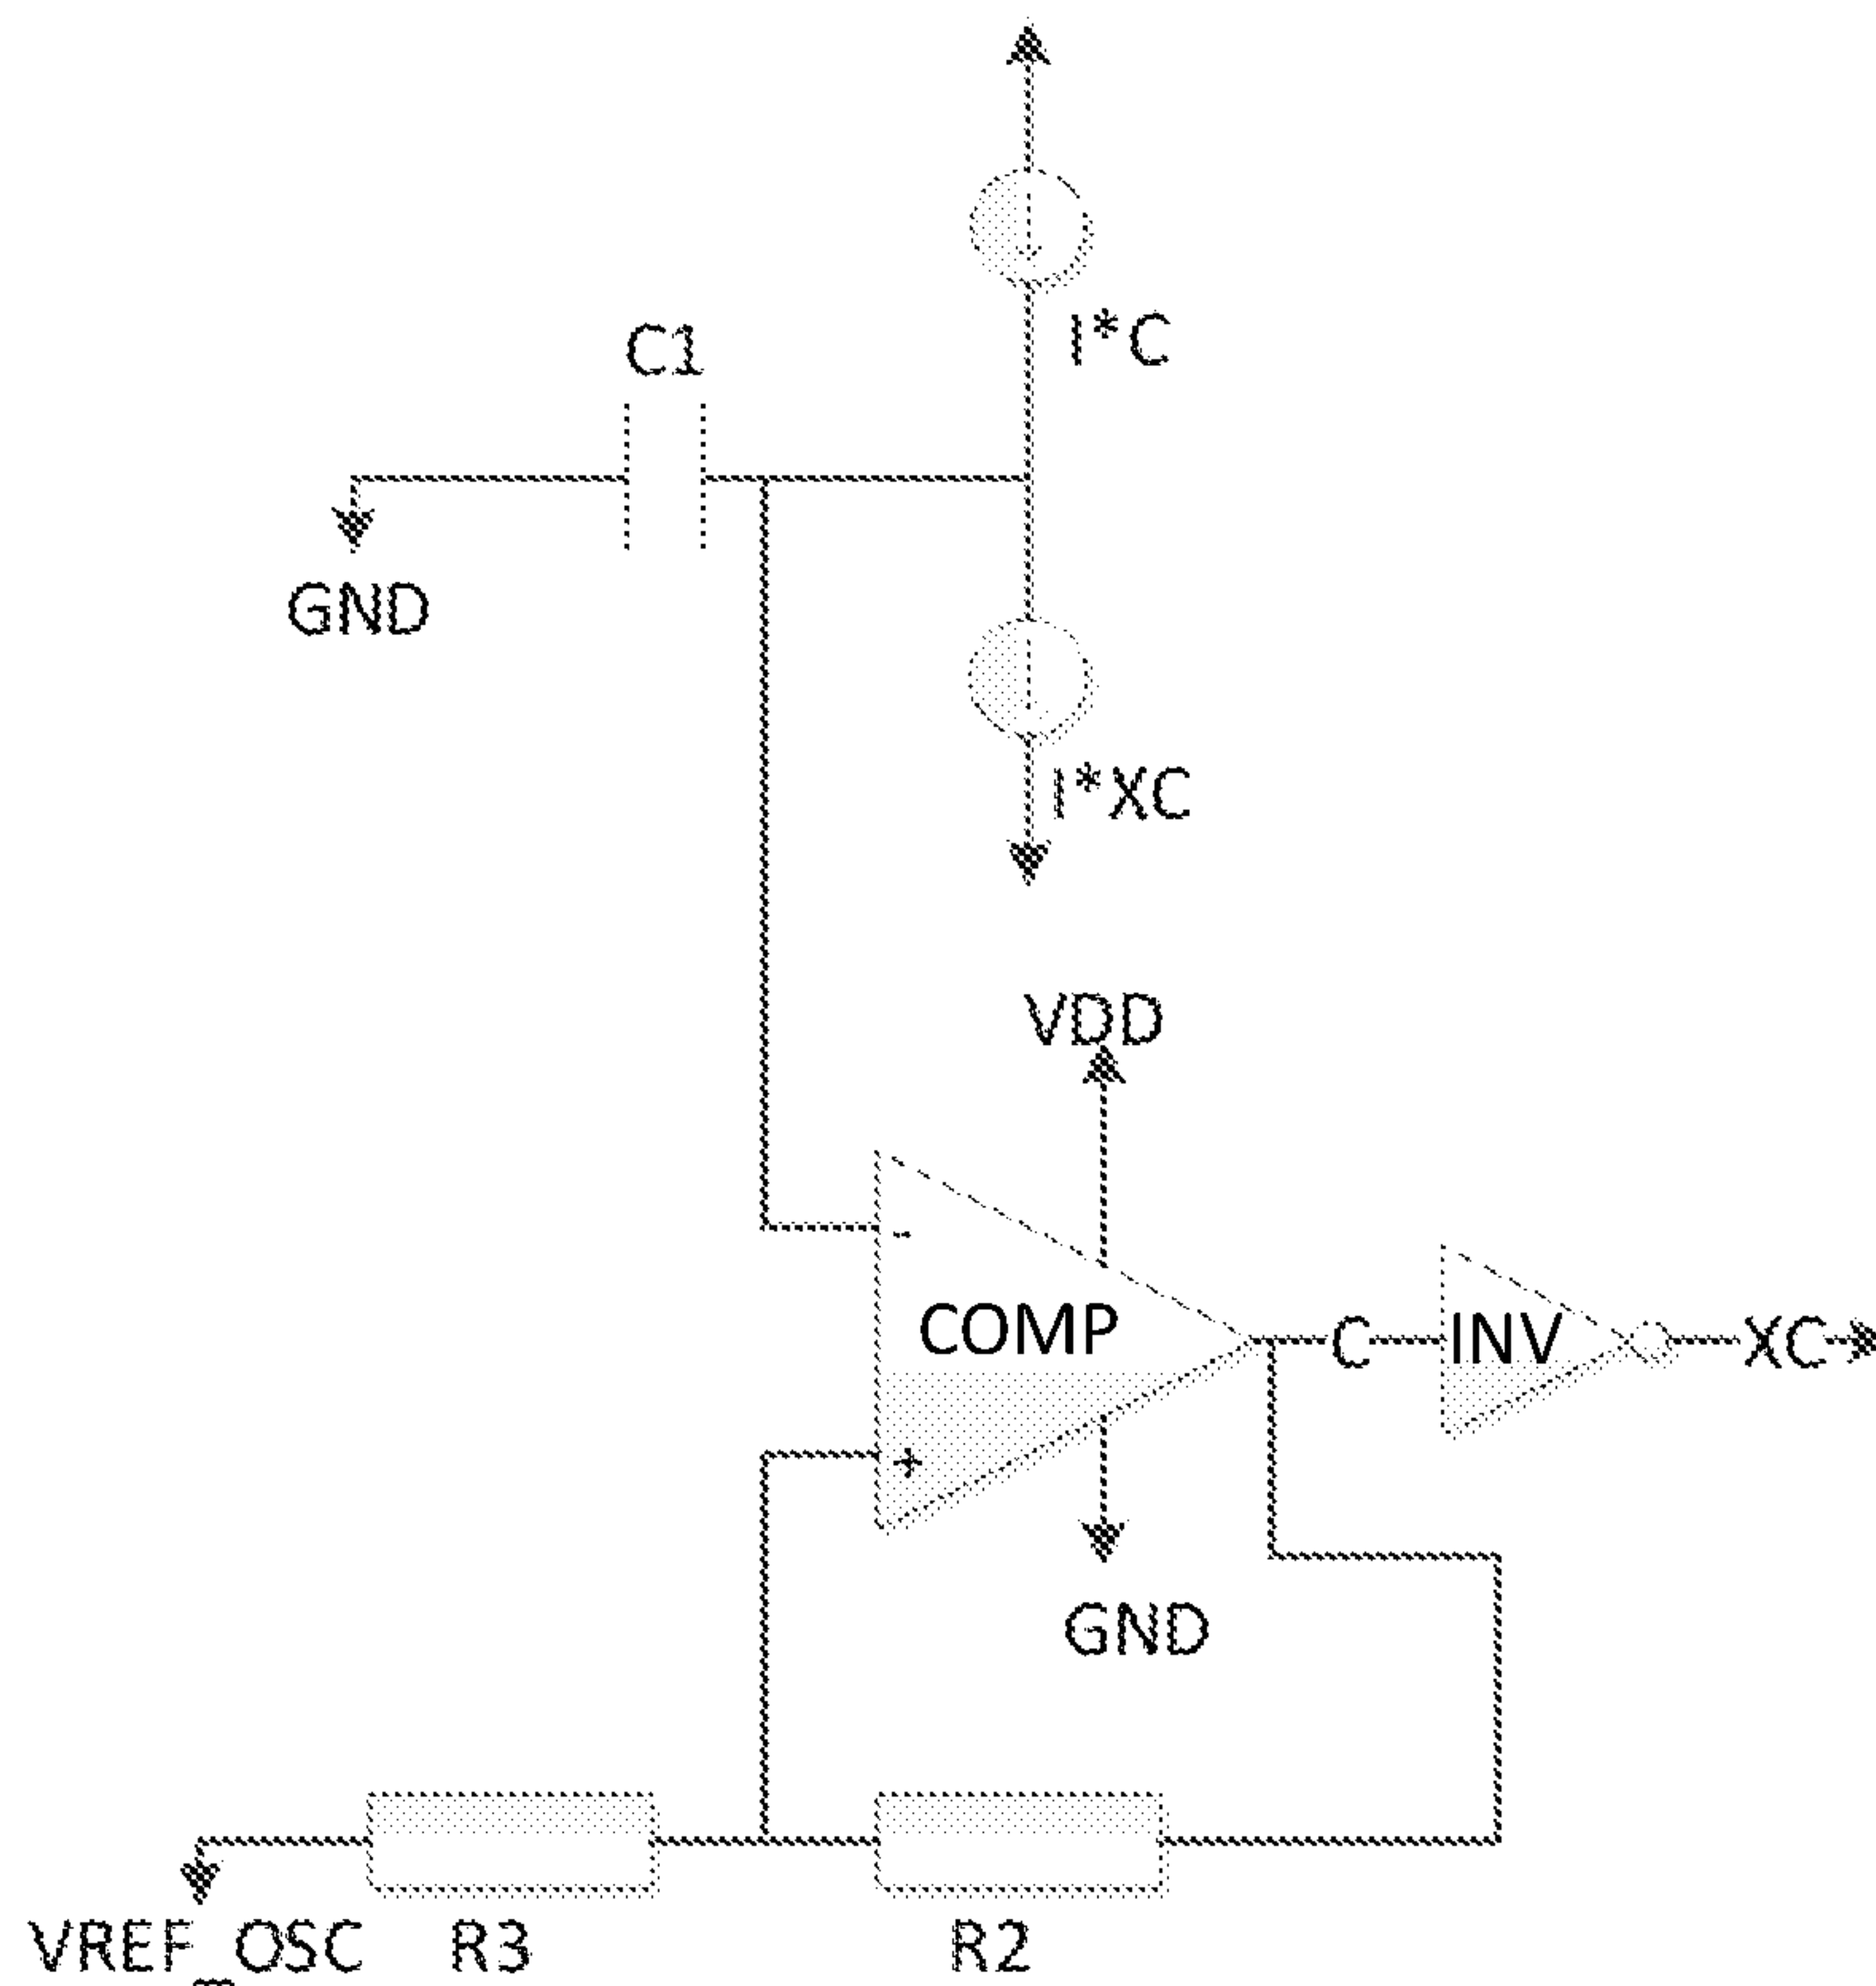 I*C
C1
GND
I*XC
VDD
-
COMP
C
INV
XC
+
GND
VREF_OSC
R3
R2